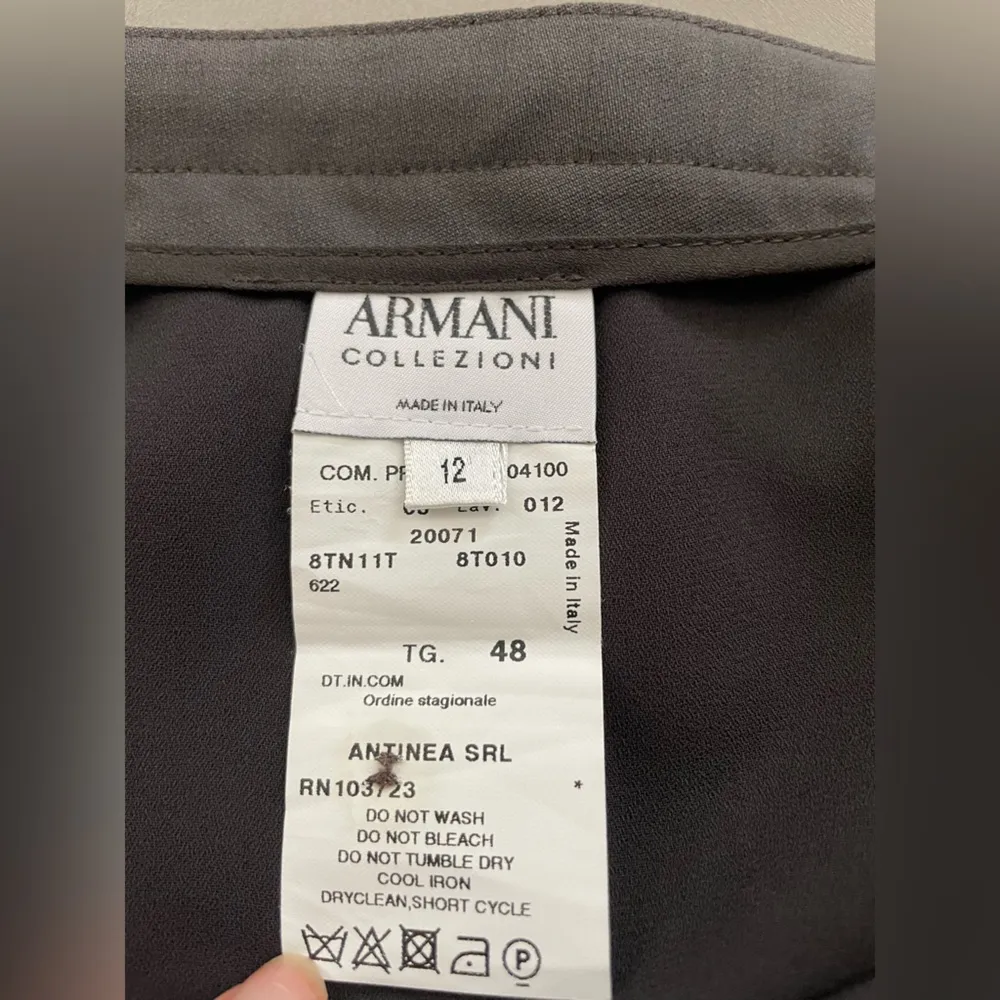 ARMANI
COLLEZIONI
MADE IN ITALY
12
COM. 04100
Etic. Lav. 012
20071
8TN11T 8T010
622
Made in Italy
TG. 48
DT.IN.COM
Ordine stagionale
ANTINEA SRL
RN103723 *
DO NOT WASH
DO NOT BLEACH
DO NOT TUMBLE DRY
COOL IRON
DRYCLEAN,SHORT CYCLE
P